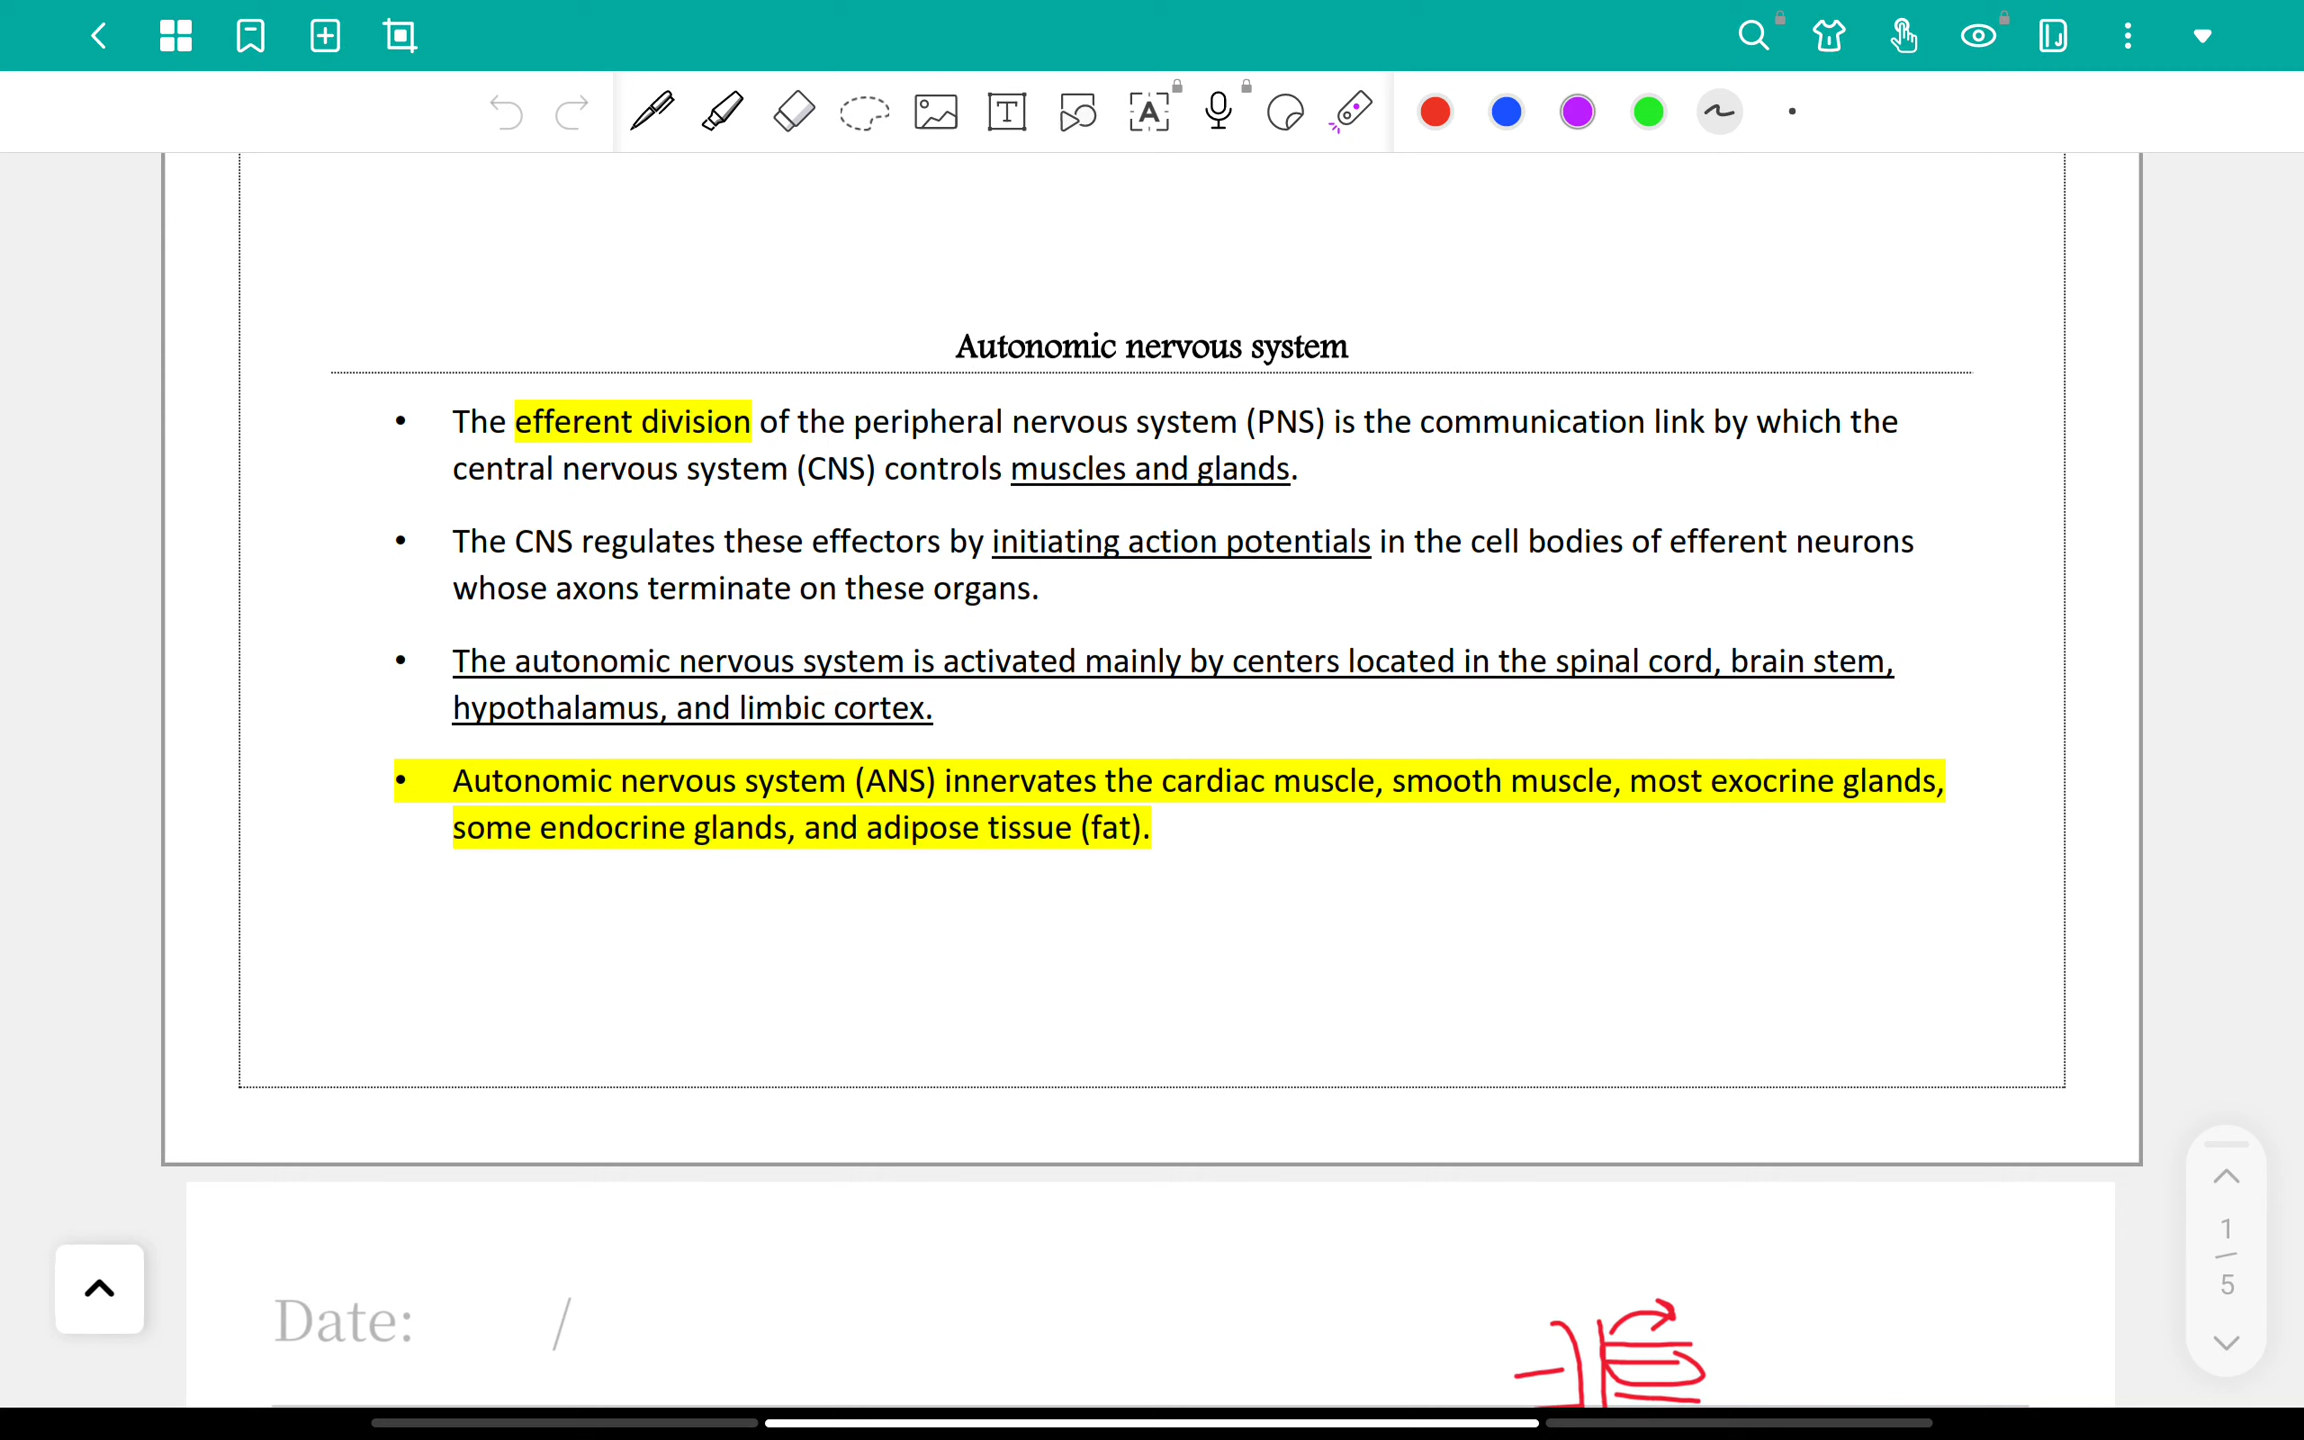 Autonomic nervous system
• The efferent division of the peripheral nervous system (PNS) is the communication link by which the
central nervous system (CNS) controls muscles and glands.
• The CNS regulates these effectors by initiating action potentials in the cell bodies of efferent neurons
whose axons terminate on these organs.
• The autonomic nervous system is activated mainly by centers located in the spinal cord, brain stem,
hypothalamus, and limbic cortex.
• Autonomic nervous system (ANS) innervates the cardiac muscle, smooth muscle, most exocrine glands,
some endocrine glands, and adipose tissue (fat).
1
/
5
Date: /